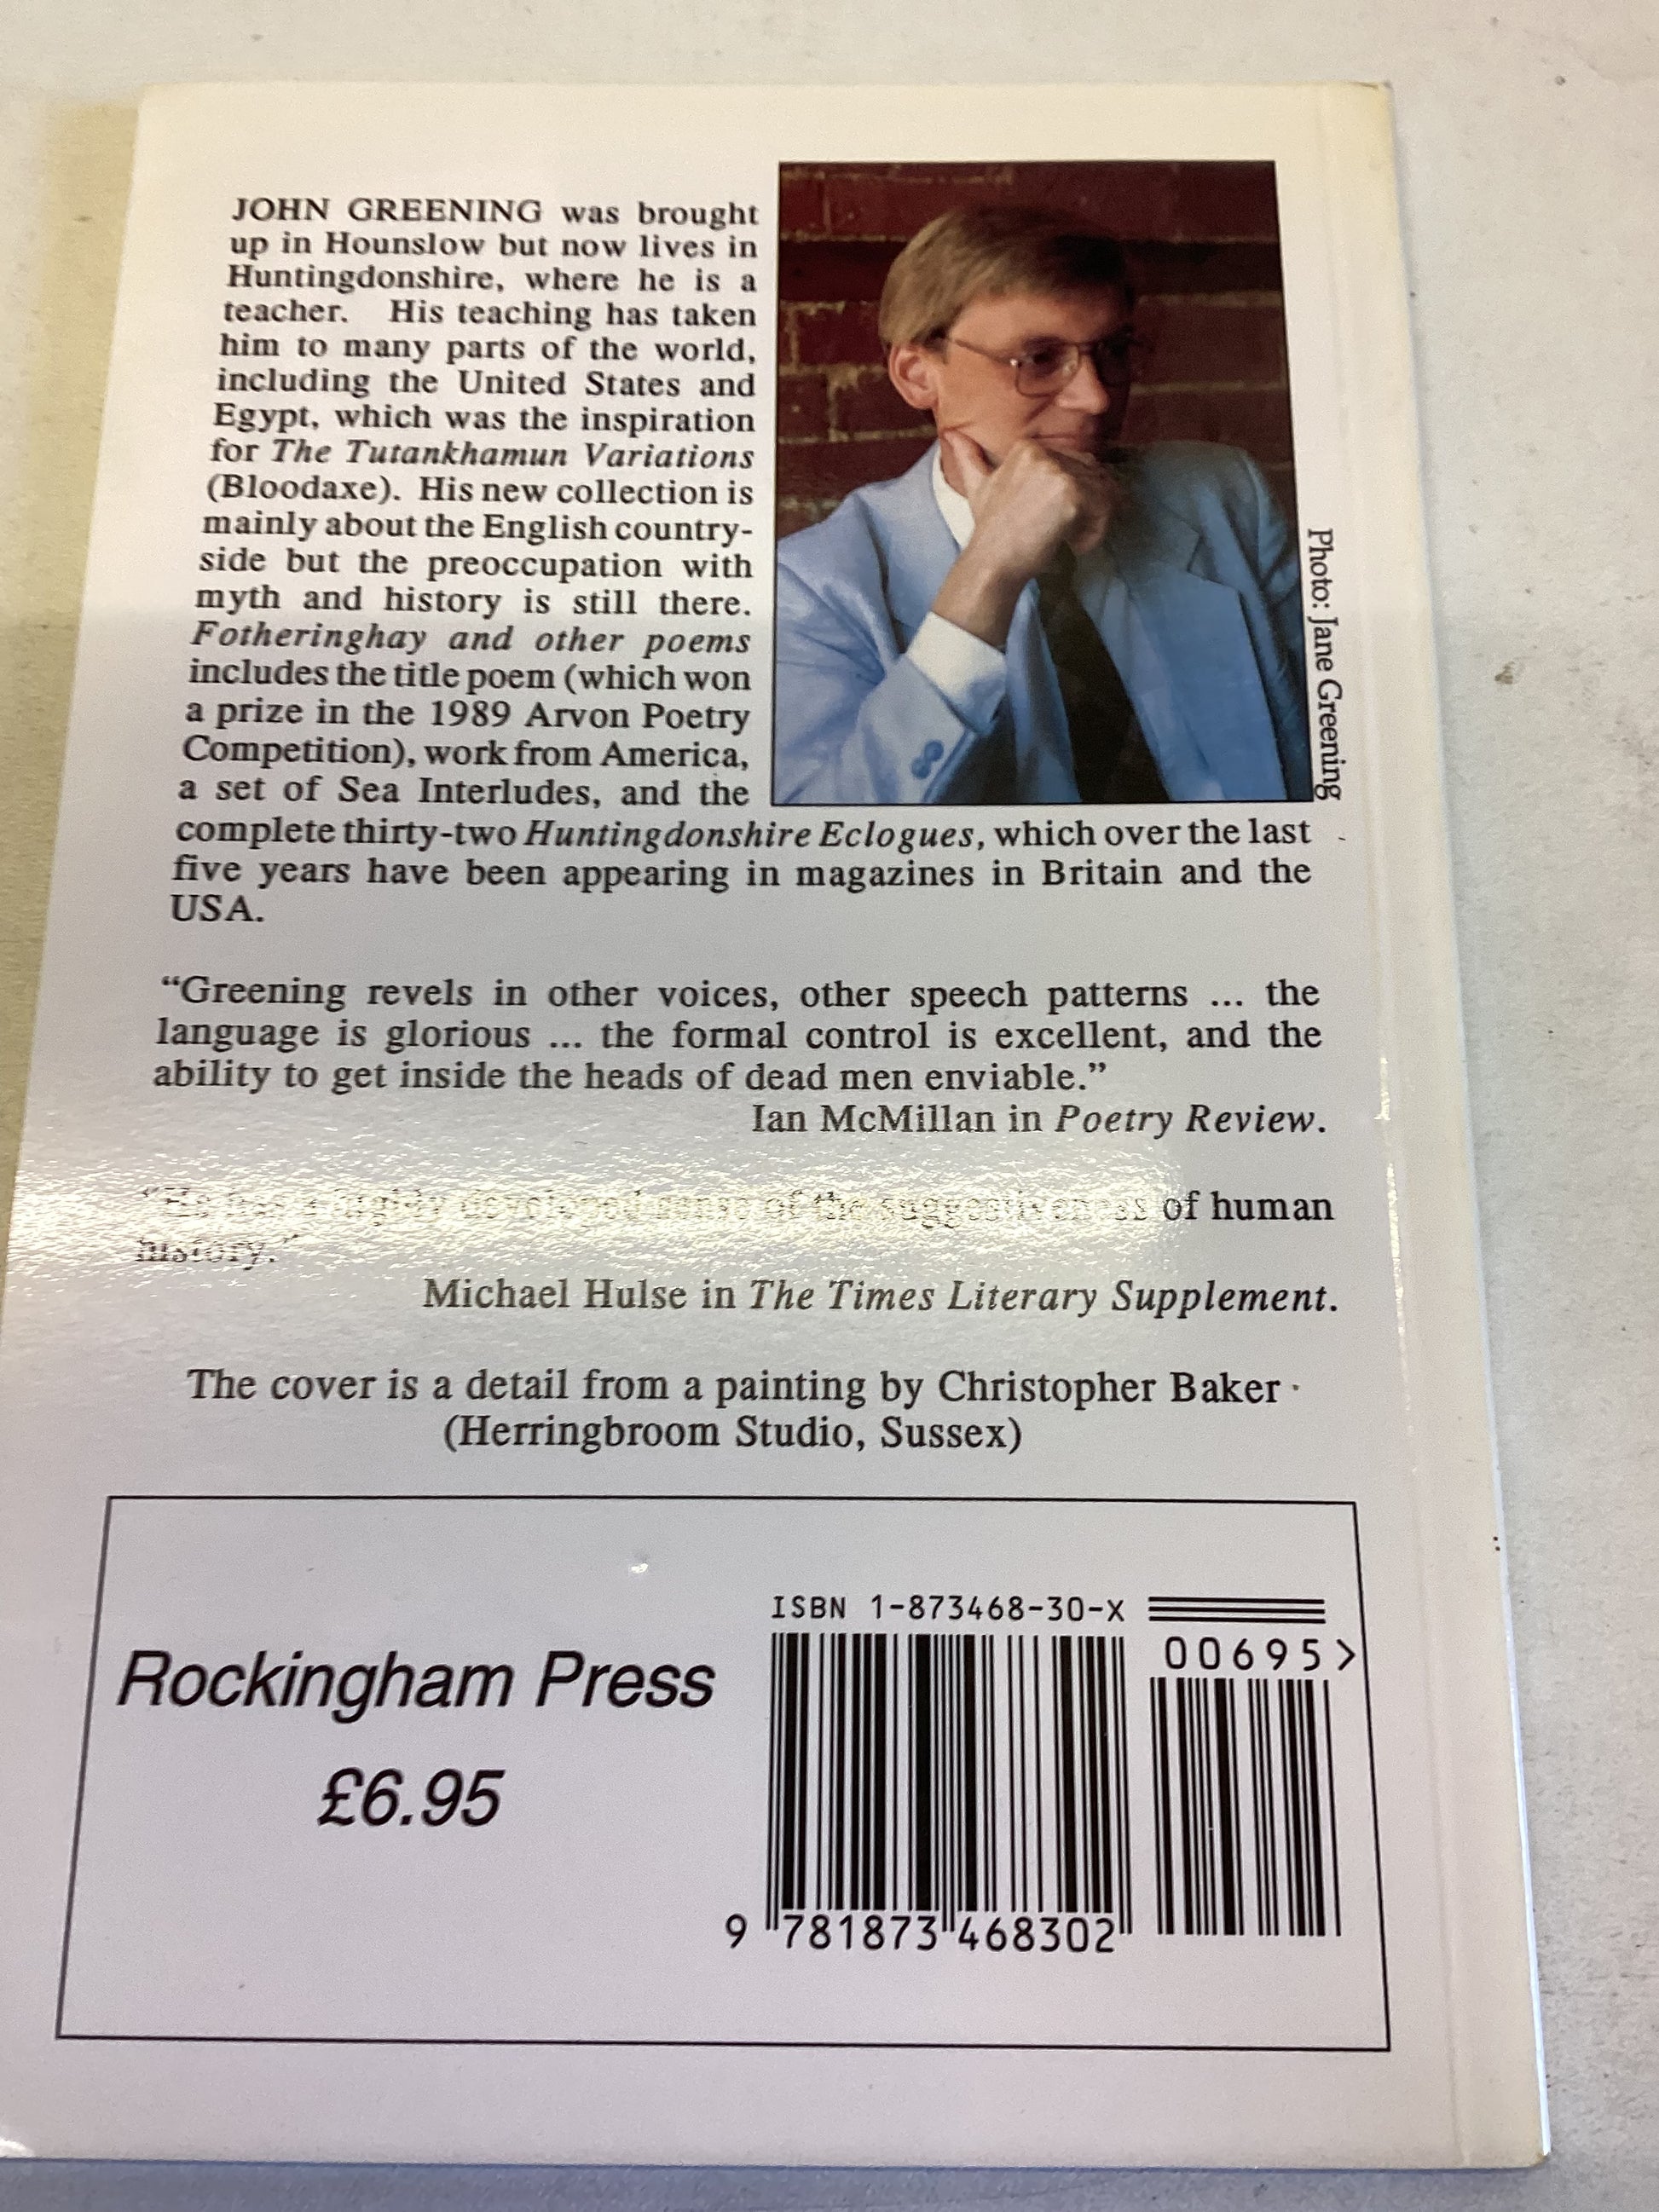 JOHN GREENING was brought
up in Hounslow but now lives in
Huntingdonshire, where he is a
teacher. His teaching has taken
him to many parts of the world,
including the United States and
Egypt, which was the inspiration
for The Tutankhamun Variations
(Bloodaxe). His new collection is
mainly about the English country-
side but the preoccupation with
myth and history is still there.
Fotheringhay and other poems
includes the title poem (which won
a prize in the 1989 Arvon Poetry
Competition), work from America,
a set of Sea Interludes, and the
complete thirty-two Huntingdonshire Eclogues, which over the last
five years have been appearing in magazines in Britain and the
USA.
Photo: Jane Greening
“Greening revels in other voices, other speech patterns ... the
language is glorious ... the formal control is excellent, and the
ability to get inside the heads of dead men enviable.”
Ian McMillan in Poetry Review.
“He has a highly developed sense of the suggestiveness of human
history.”
Michael Hulse in The Times Literary Supplement.
The cover is a detail from a painting by Christopher Baker
(Herringbroom Studio, Sussex)
Rockingham Press
£6.95
ISBN 1-873468-30-X
00695>
9 781873 468302